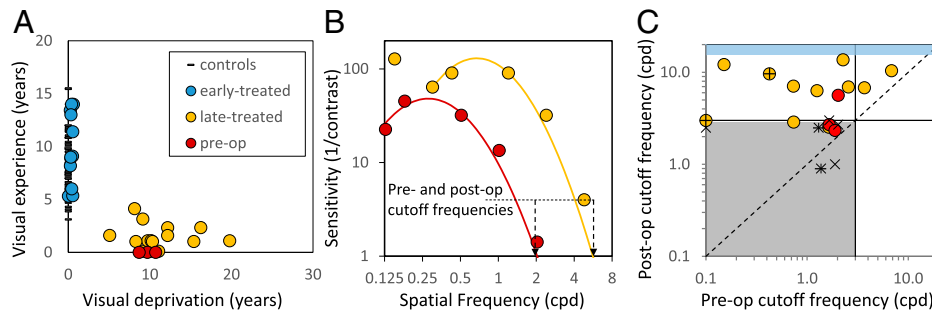 A
Visual experience (years)
20
15
10
5
0
0
10
20
30
Visual deprivation (years)
controls
early-treated
late-treated
pre-op
B
Sensitivity (1/contrast)
100
10
1
0.125
0.25
0.5
1
2
4
8
Spatial Frequency (cpd)
Pre- and post-op
cutoff frequencies
C
Post-op cutoff frequency (cpd)
10.0
1.0
0.1
0.1
1.0
10.0
Pre-op cutoff frequency (cpd)